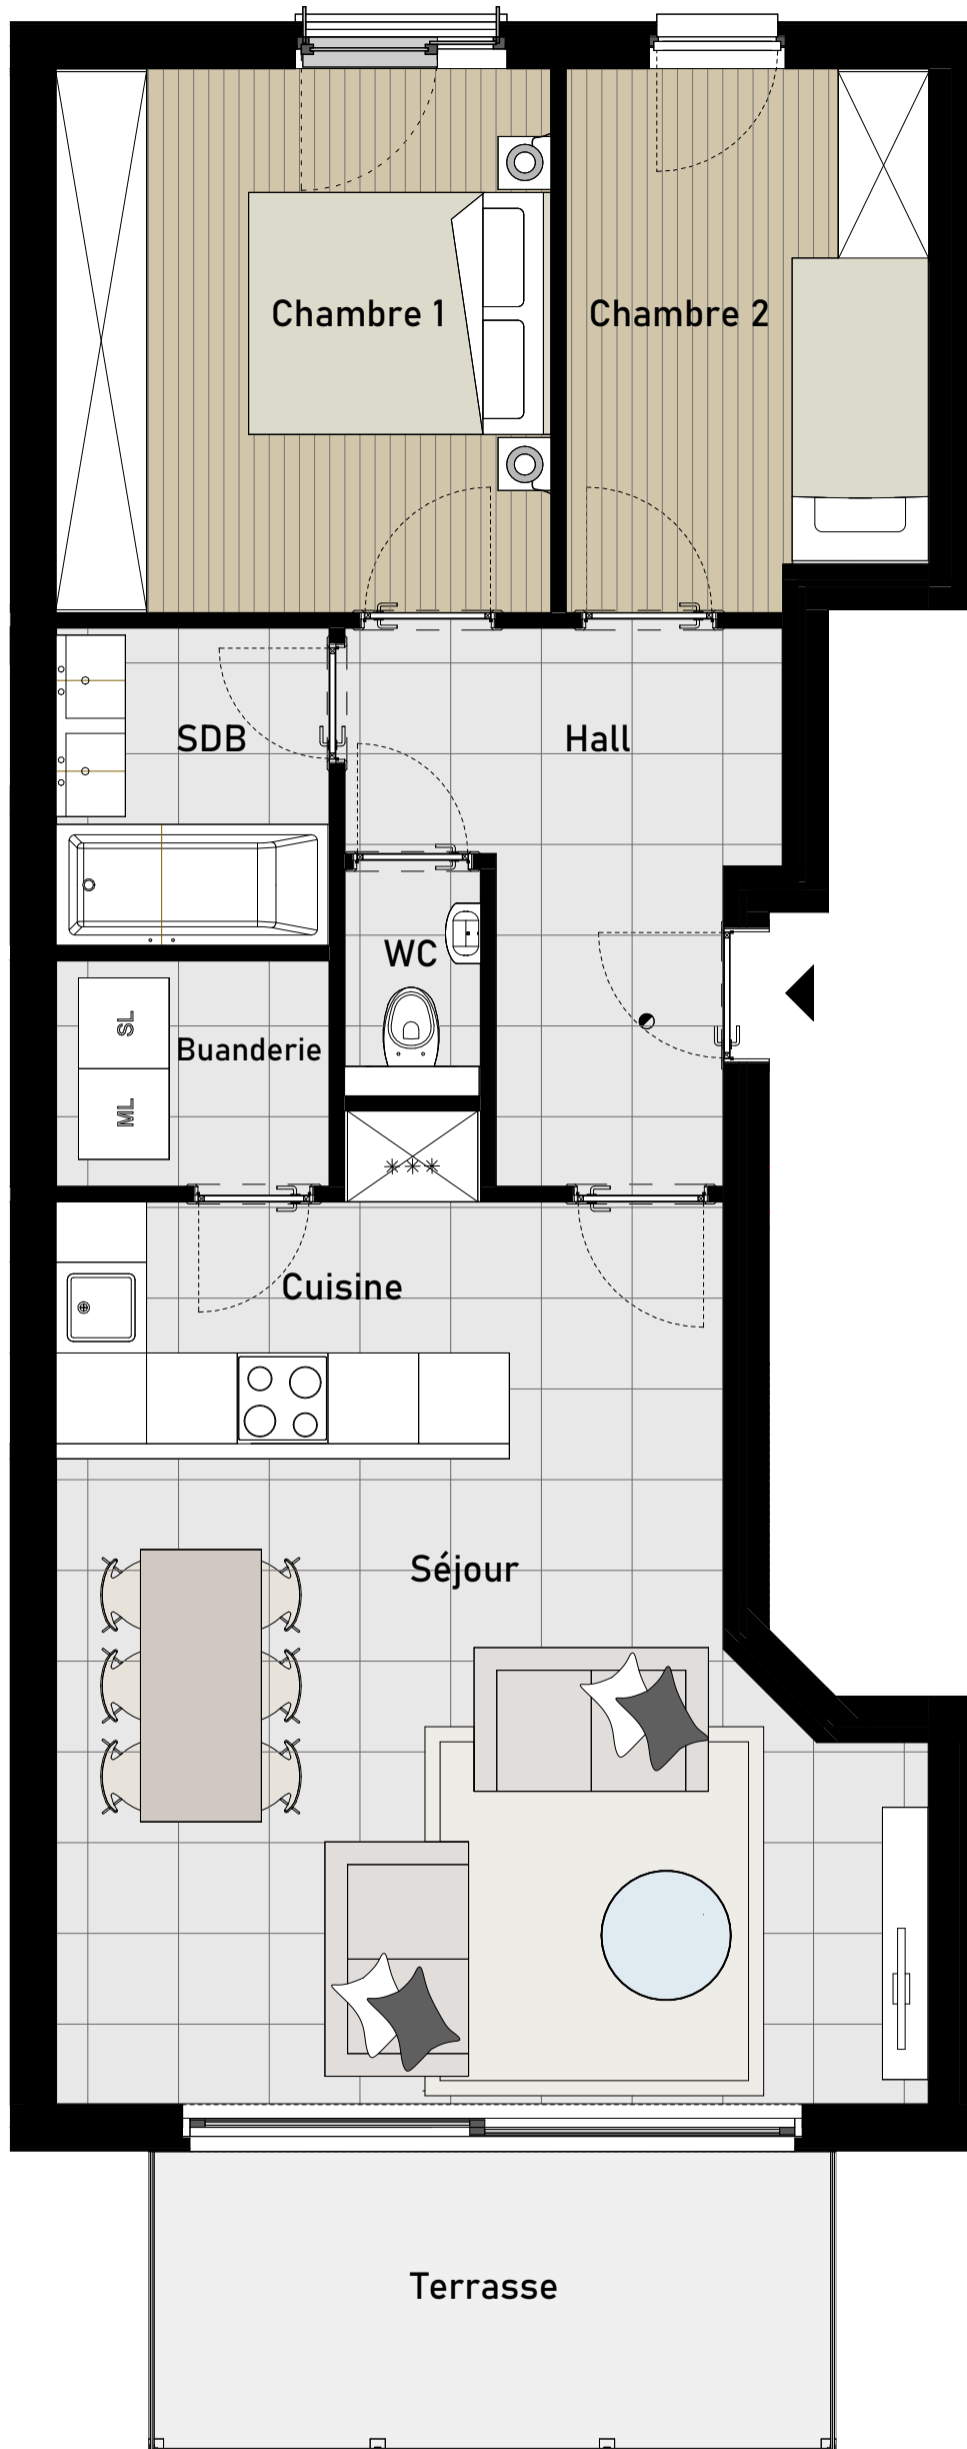 Chambre 1
Chambre 2
SDB
Hall
WC
SL
Buanderie
ML
Cuisine
Séjour
Terrasse